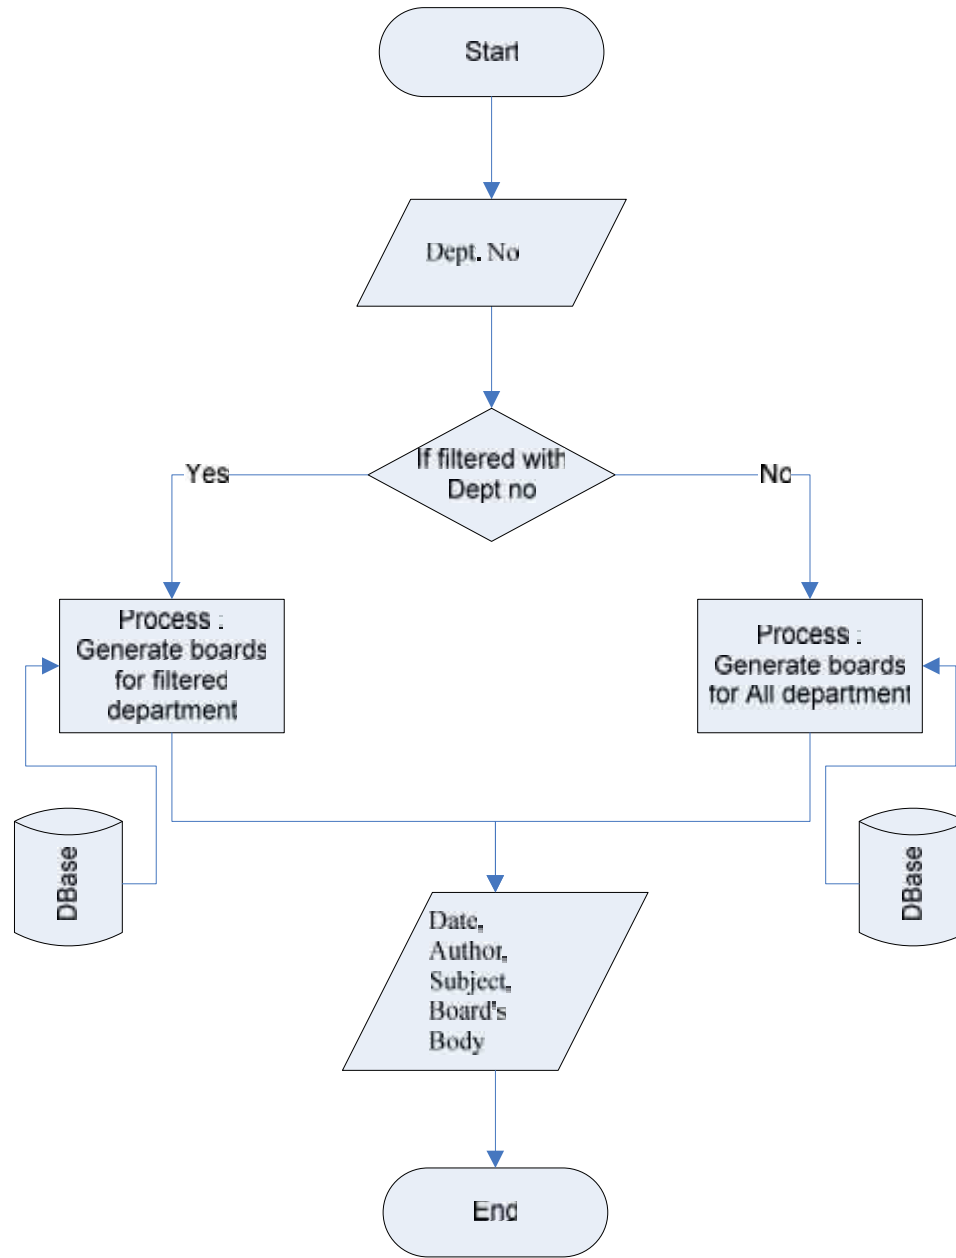 Start
Dept. No
If filtered with
Dept no
Yes
No
Process :
Generate boards
for filtered
department
Process :
Generate boards
for All department
DBase
DBase
Date,
Author,
Subject,
Board's
Body
End